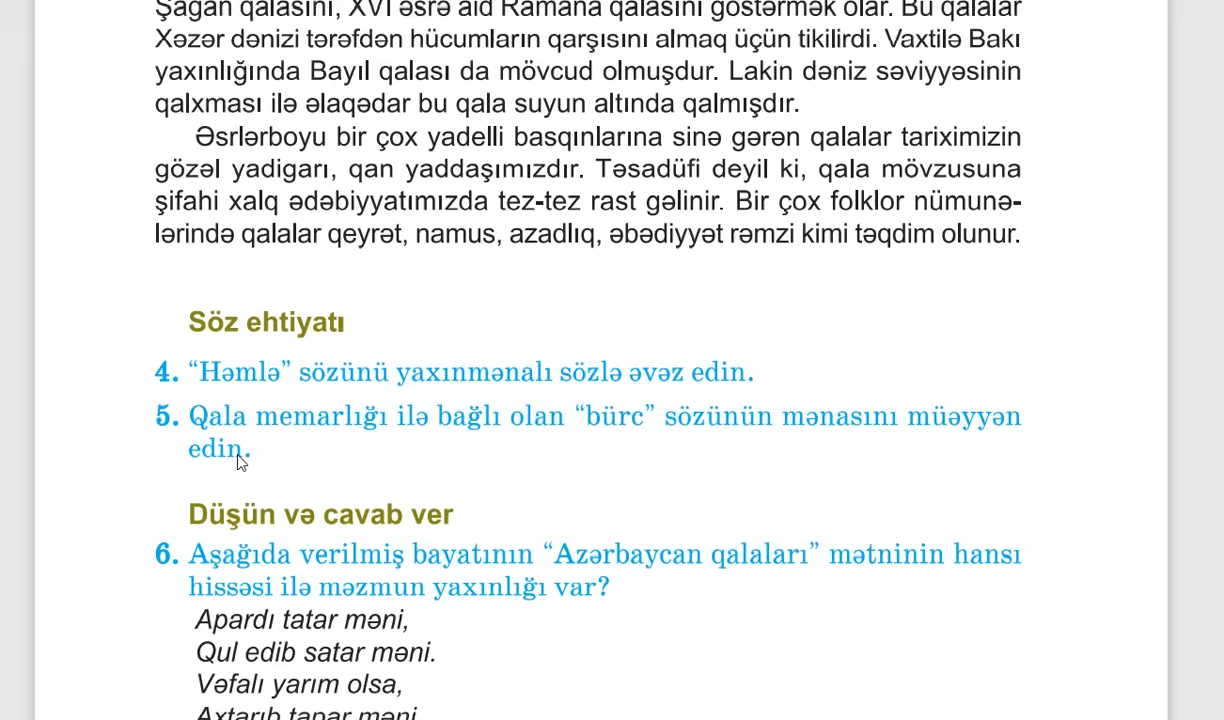 Şağan qalasını, XVI əsrə aid Ramana qalasını göstərmək olar. Bu qalalar
Xəzər dənizi tərəfdən hücumların qarşısını almaq üçün tikilirdi. Vaxtilə Bakı
yaxınlığında Bayıl qalası da mövcud olmuşdur. Lakin dəniz səviyyəsinin
qalxması ilə əlaqədar bu qala suyun altında qalmışdır.
Əsrlərboyu bir çox yadelli basqınlarına sinə gərən qalalar tariximizin
gözəl yadigarı, qan yaddaşımızdır. Təsadüfi deyil ki, qala mövzusuna
şifahi xalq ədəbiyyatımızda tez-tez rast gəlinir. Bir çox folklor nümunə-
lərində qalalar qeyrət, namus, azadlıq, əbədiyyət rəmzi kimi təqdim olunur.
Söz ehtiyatı
4. “Həmlə” sözünü yaxınmənalı sözlə əvəz edin.
5. Qala memarlığı ilə bağlı olan “bürc” sözünün mənasını müəyyən
edin.
Düşün və cavab ver
6. Aşağıda verilmiş bayatının “Azərbaycan qalaları” mətninin hansı
hissəsi ilə məzmun yaxınlığı var?
Apardı tatar məni,
Qul edib satar məni.
Vəfalı yarım olsa,
Axtarıb tapar məni